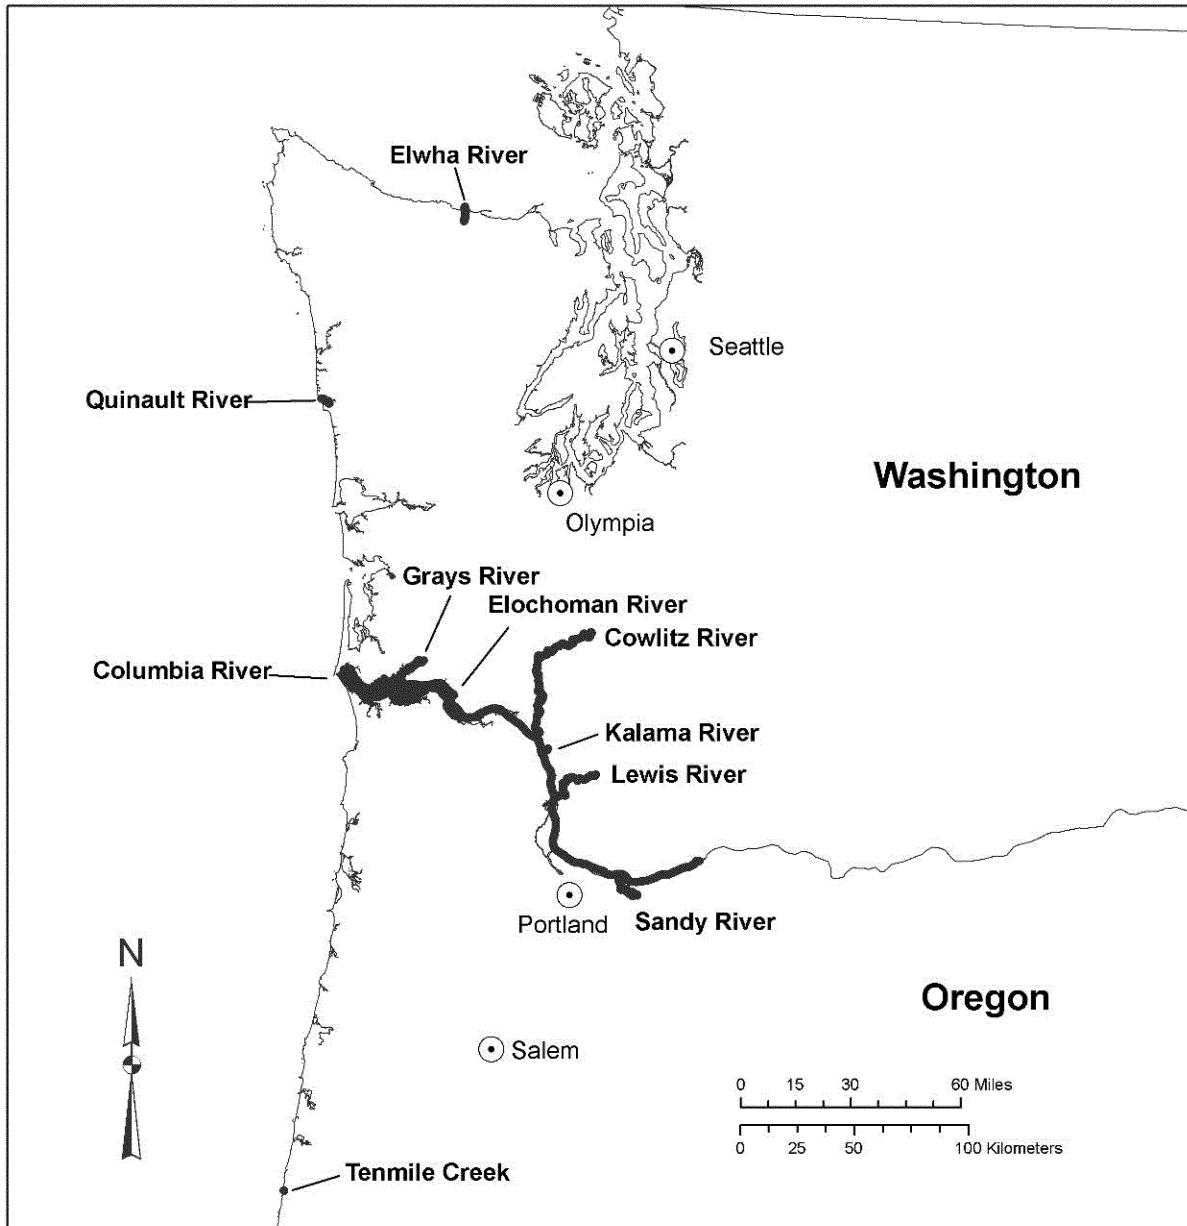 Elwha River
Seattle
Quinault River
Washington
Olympia
Grays River
Elochoman River
Cowlitz River
Columbia River
Kalama River
Lewis River
Portland
Sandy River
N
Oregon
Salem
0 15 30 60 Miles
0 25 50 100 Kilometers
Tenmile Creek